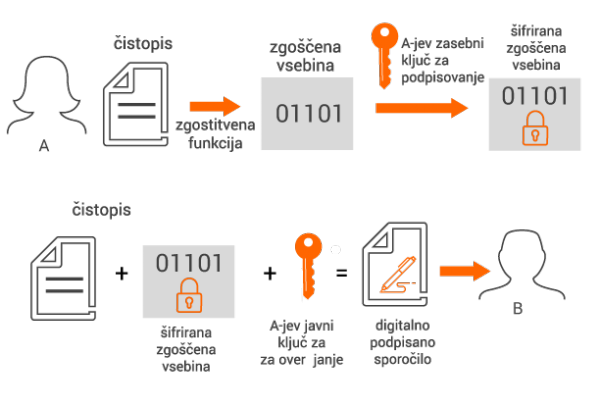 čistopis
zgoščena
vsebina
A-jev zasebni
ključ za
podpisovanje
šifrirana
zgoščena
vsebina
01101
01101
zgostitvena
funkcija
A
čistopis
+
01101
+
=
šifrirana
zgoščena
vsebina
A-jev javni
ključ za
za over janje
digitalno
podpisano
sporočilo
B